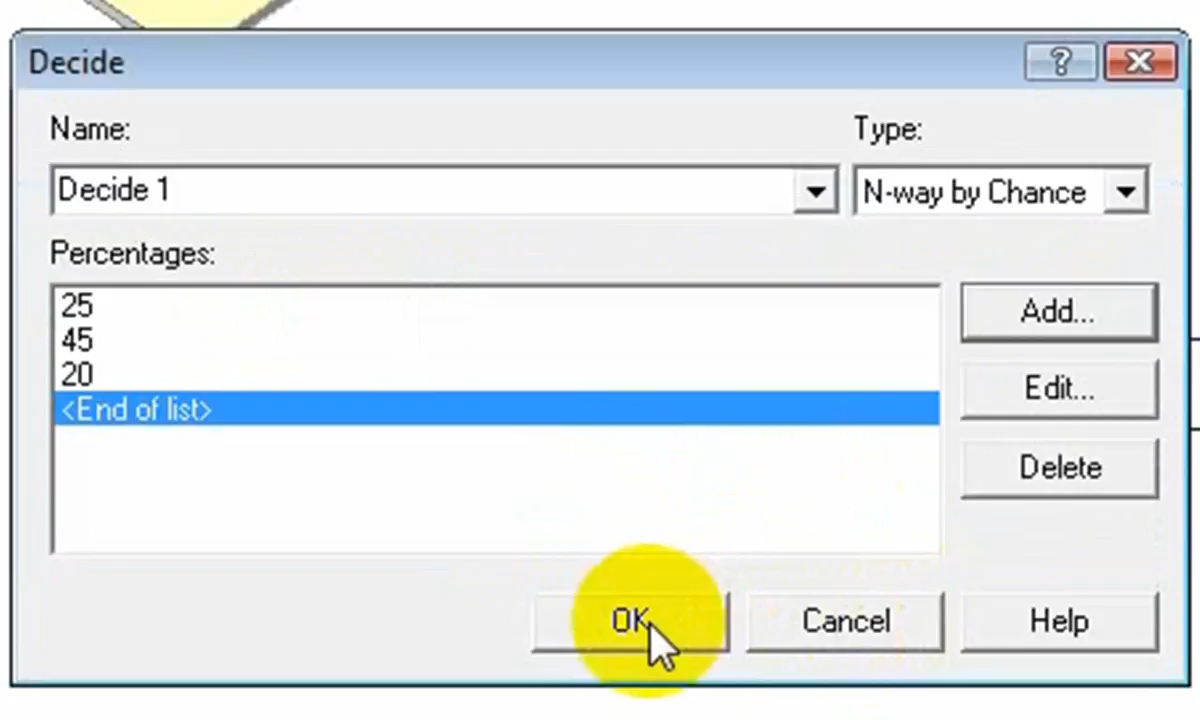 Decide
Name: Type:
Decide 1 N-way by Chance
Percentages:
25
45
20
<End of list>
Add...
Edit...
Delete
OK Cancel Help